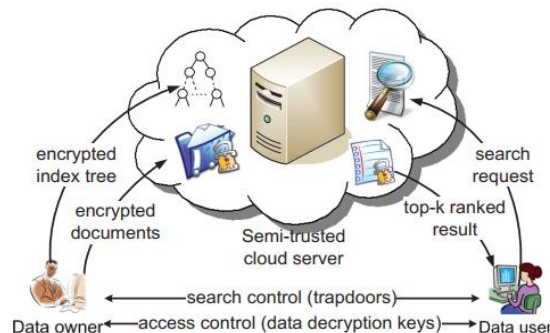 encrypted
index tree
encrypted
documents
Semi-trusted
cloud server
search
request
top-k ranked
result
search control (trapdoors)
Data owner
access control (data decryption keys)
Data user